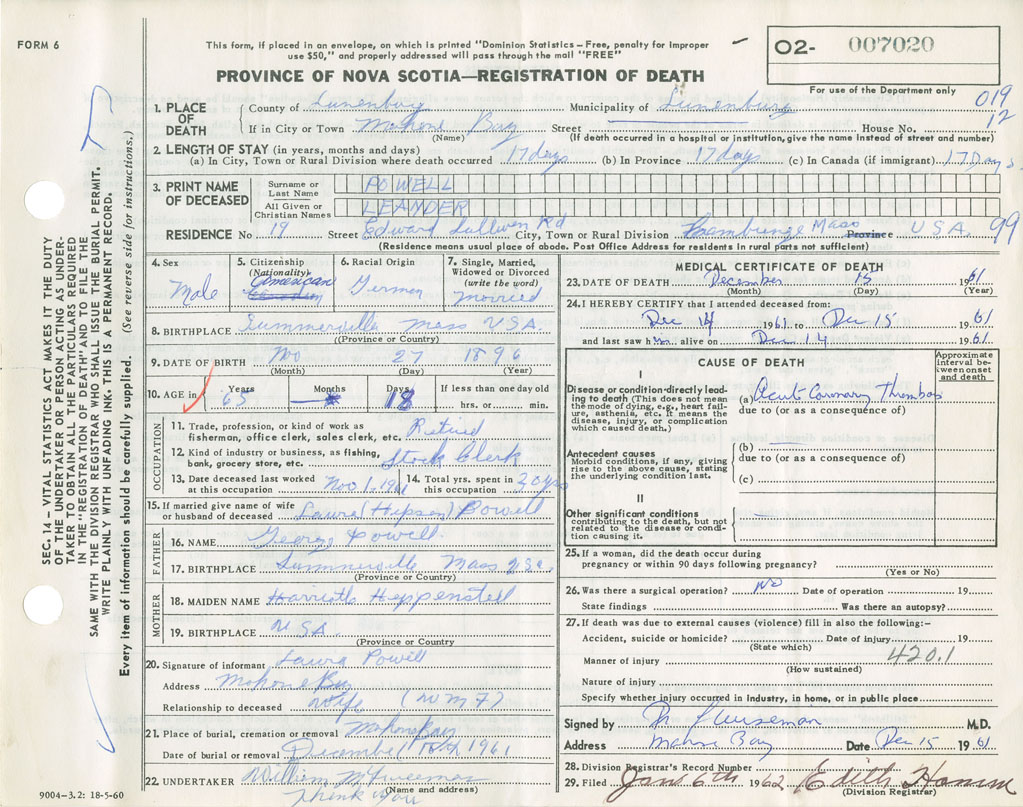 FORM 6
This form, if placed in an envelope, on which is printed "Dominion Statistics – Free, penalty for improper
use $50," and properly addressed will pass through the mail "FREE"
PROVINCE OF NOVA SCOTIA—REGISTRATION OF DEATH
02- 007020
For use of the Department only
019
12
1. PLACE OF DEATH
County of Lunenburg Municipality of Lunenburg
If in City or Town Mahone Bay Street House No.
(Name) (If death occurred in a hospital or institution, give the name instead of street and number)
2. LENGTH OF STAY (in years, months and days)
(a) In City, Town or Rural Division where death occurred 17 days (b) In Province 17 days (c) In Canada (if immigrant) 17 Days
3. PRINT NAME OF DECEASED
Surname or Last Name POWELL
All Given or Christian Names LEANDER
RESIDENCE No 19 Street Edward Rd City, Town or Rural Division Mass Province U S A. 99
(Residence means usual place of abode. Post Office Address for residents in rural parts not sufficient)
4. Sex Male
5. Citizenship (Nationality) American
6. Racial Origin German
7. Single, Married, Widowed or Divorced (write the word) Married
8. BIRTHPLACE Summerville Mass USA.
(Province or Country)
9. DATE OF BIRTH Nov 27 1896
(Month) (Day) (Year)
10. AGE in Years 65 Months Days 18 If less than one day old
hrs. or min.
OCCUPATION
11. Trade, profession, or kind of work as
fisherman, office clerk, sales clerk, etc. Retired
12. Kind of industry or business, as fishing,
bank, grocery store, etc. Stock Clerk
13. Date deceased last worked at this occupation Nov 1, 1961 14. Total yrs. spent in this occupation 20 yrs
15. If married give name of wife
or husband of deceased Laura (Hepson) Powell
FATHER
16. NAME George Powell
17. BIRTHPLACE Summerville Mass USA.
(Province or Country)
MOTHER
18. MAIDEN NAME Heppenstell
19. BIRTHPLACE USA.
(Province or Country)
20. Signature of informant Laura Powell
Address Mahone Bay
Relationship to deceased Wife
21. Place of burial, cremation or removal Mahone Bay
Date of burial or removal December 1961
22. UNDERTAKER William
(Name and address)
Thank You
9004-3.2: 18-5-60
MEDICAL CERTIFICATE OF DEATH
23. DATE OF DEATH December 15 1961
(Month) (Day) (Year)
24. I HEREBY CERTIFY that I attended deceased from:
Dec 14 1961 to Dec 15 1961
and last saw him alive on Dec 14 1961
CAUSE OF DEATH
Approximate interval between onset and death
I
Disease or condition directly leading to death (This does not mean the mode of dying, e.g., heart failure, asthenia, etc. It means the disease, injury, or complication which caused death.)
(a) Acute Coronary Thrombosis
due to (or as a consequence of)
Antecedent causes
Morbid conditions, if any, giving rise to the above cause, stating the underlying condition last.
(b)
due to (or as a consequence of)
(c)
II
Other significant conditions
contributing to the death, but not related to the disease or condition causing it.
25. If a woman, did the death occur during
pregnancy or within 90 days following pregnancy?
(Yes or No)
26. Was there a surgical operation? No Date of operation 19
State findings Was there an autopsy?
27. If death was due to external causes (violence) fill in also the following:-
Accident, suicide or homicide? Date of injury 19
(State which)
420.1
Manner of injury
(How sustained)
Nature of injury
Specify whether injury occurred in industry, in home, or in public place
Signed by Wiseman M.D.
Address Mahone Bay Date Dec 15 1961
28. Division Registrar's Record Number
29. Filed Jan 6th 1962 Edith
(Division Registrar)
SEC. 14 - VITAL STATISTICS ACT MAKES IT THE DUTY
OF THE UNDERTAKER OR PERSON ACTING AS UNDER-
TAKER TO OBTAIN ALL THE PARTICULARS REQUIRED
IN THE "REGISTRATION OF DEATH" AND TO FILE THE
SAME WITH THE DIVISION REGISTRAR WHO SHALL ISSUE THE BURIAL PERMIT.
WRITE PLAINLY WITH UNFADING INK. THIS IS A PERMANENT RECORD.
Every item of information should be carefully supplied. (See reverse side for instructions.)